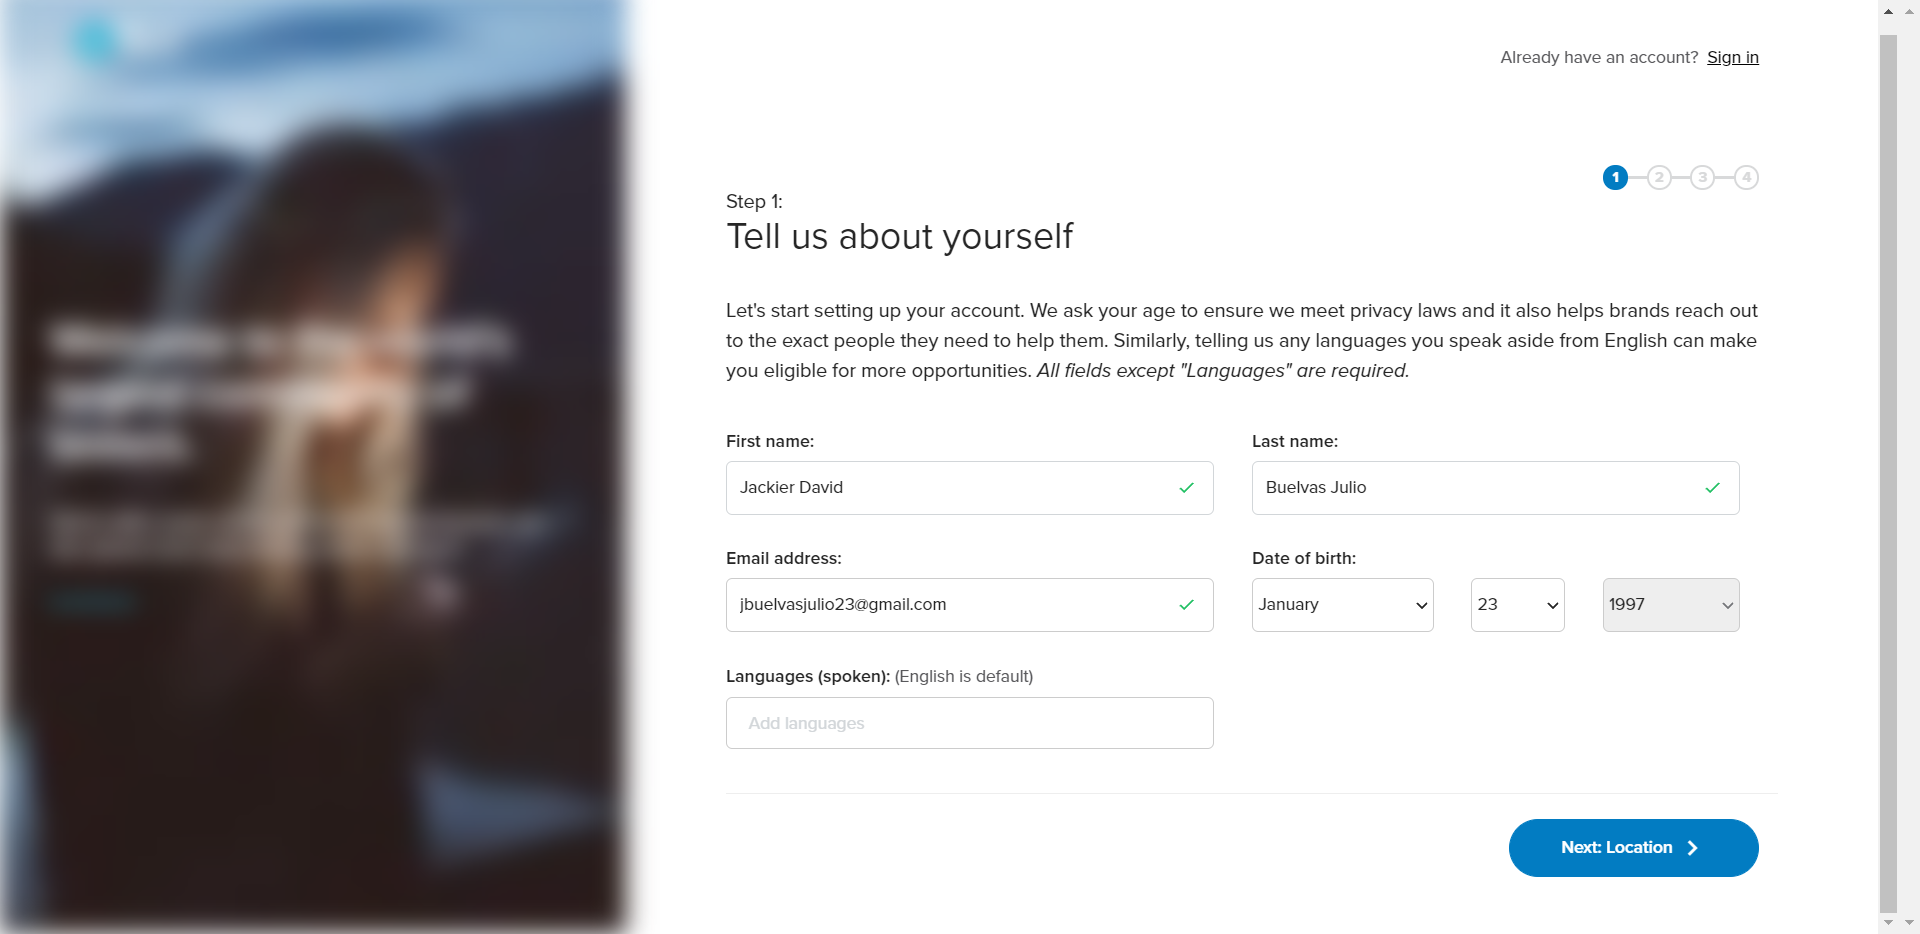 Already have an account? Sign in
1 2 3 4
Step 1:
Tell us about yourself
Let's start setting up your account. We ask your age to ensure we meet privacy laws and it also helps brands reach out
to the exact people they need to help them. Similarly, telling us any languages you speak aside from English can make
you eligible for more opportunities. All fields except "Languages" are required.
First name:
Last name:
Jackier David
Buelvas Julio
Email address:
Date of birth:
jbuelvasjulio23@gmail.com
January
23
1997
Languages (spoken): (English is default)
Add languages
Next: Location